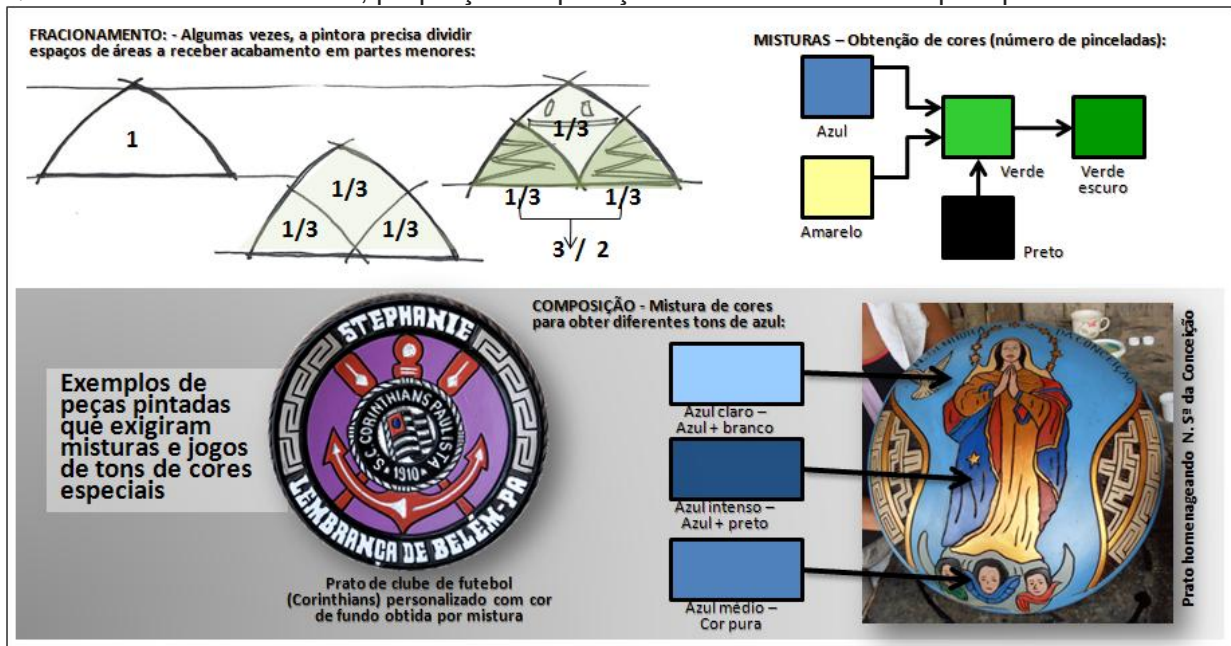 FRACIONAMENTO: - Algumas vezes, a pintora precisa dividir
espaços de áreas a receber acabamento em partes menores:
1
1/3
1/3
1/3
1/3
1/3
1/3
3 / 2
MISTURAS – Obtenção de cores (número de pinceladas):
Azul
Amarelo
Verde
Verde
escuro
Preto
Exemplos de
peças pintadas
que exigiram
misturas e jogos
de tons de cores
especiais
STEPHANIE
S.C. CORINTHIANS PAULISTA
1910
LEMBRANÇA DE BELÉM-PA
Prato de clube de futebol
(Corinthians) personalizado com cor
de fundo obtida por mistura
COMPOSIÇÃO - Mistura de cores
para obter diferentes tons de azul:
Azul claro –
Azul + branco
Azul intenso –
Azul + preto
Azul médio –
Cor pura
DA CONCEIÇÃO
Prato homenageando N. Sª da Conceição